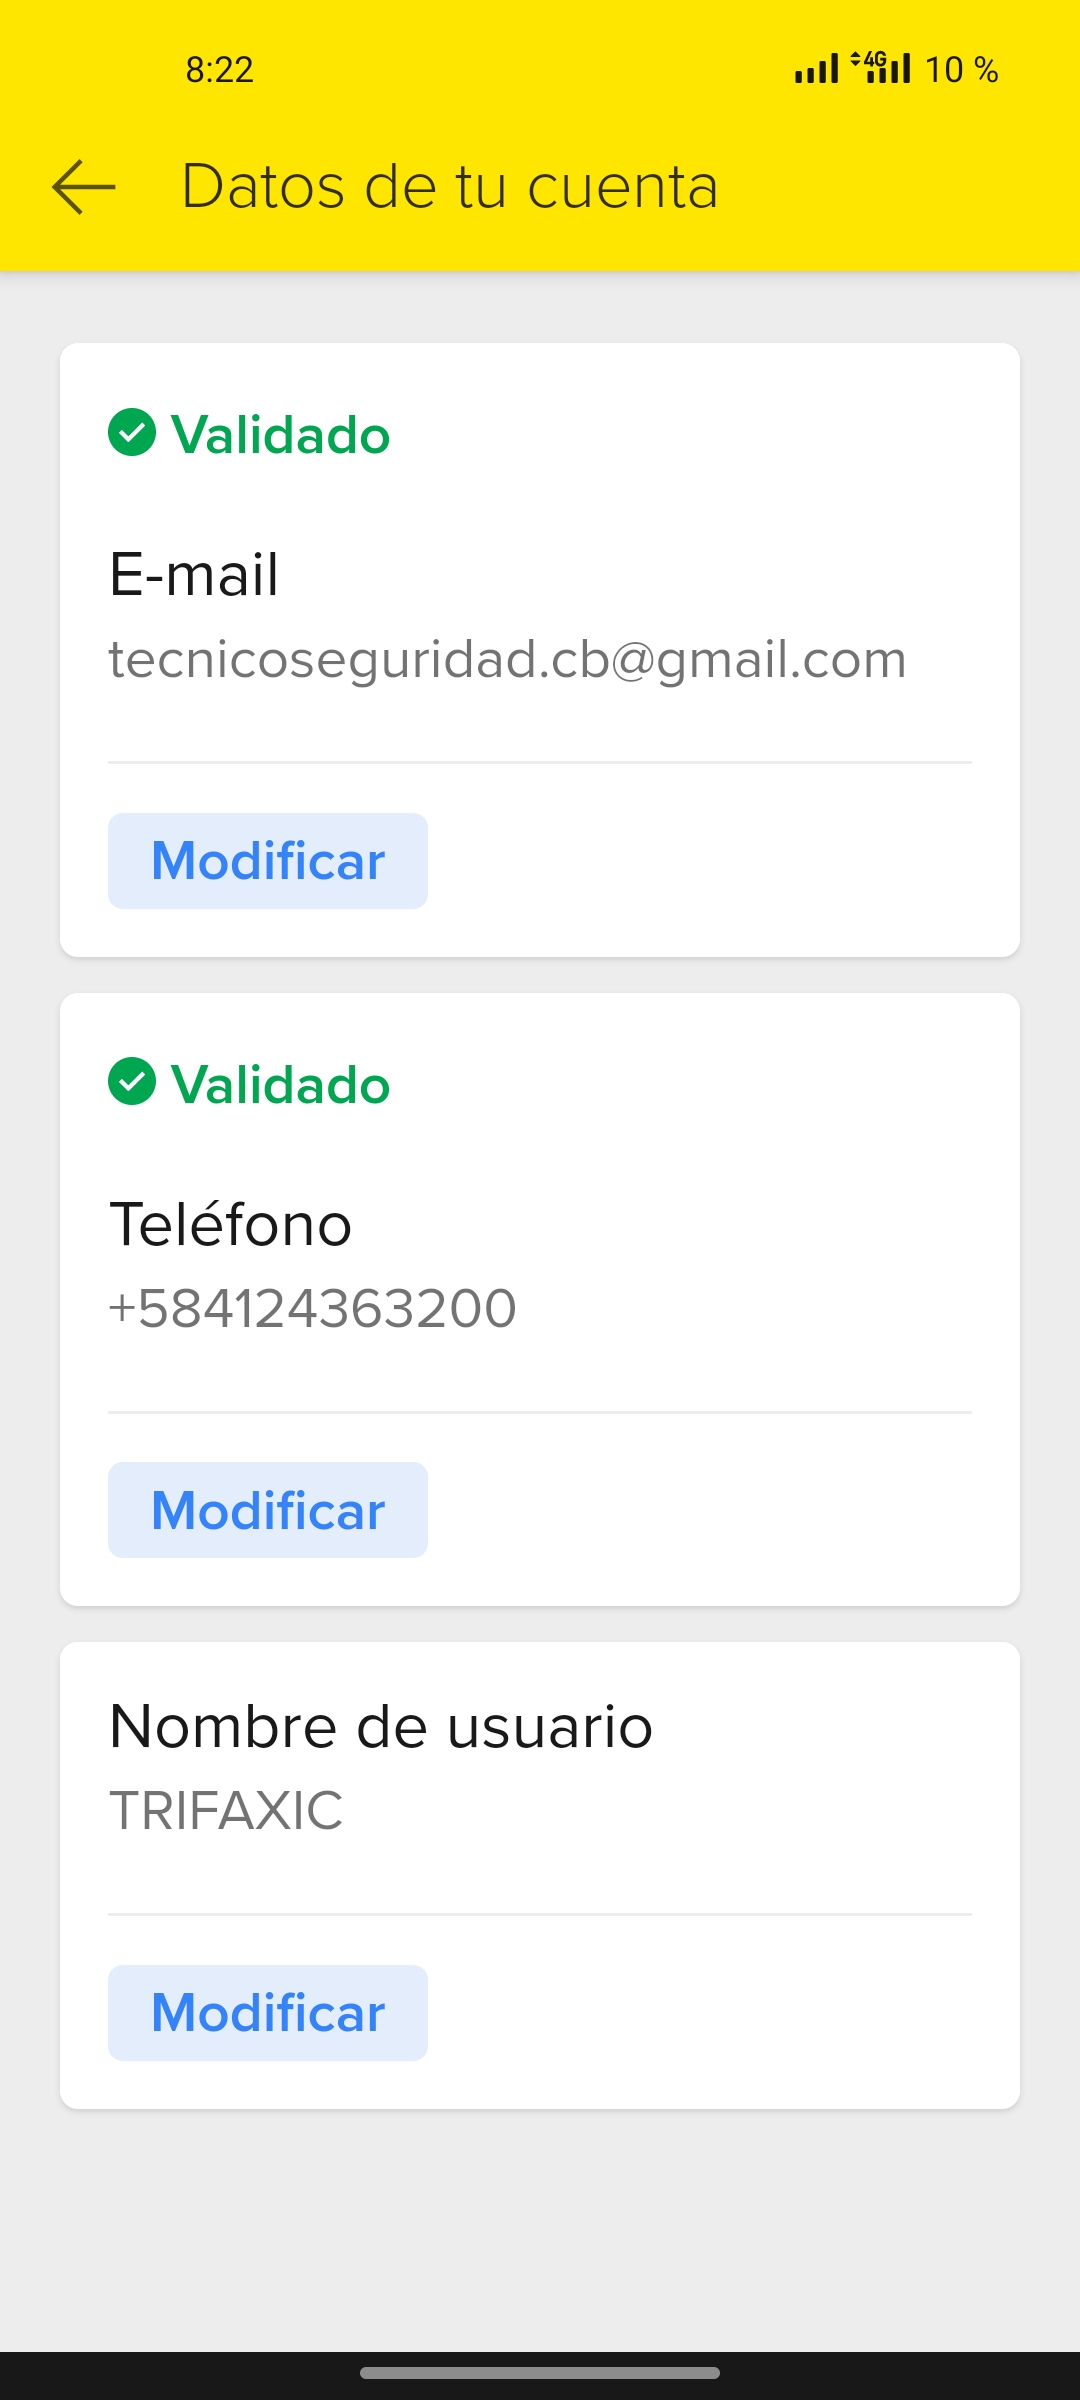 8:22
4G 10 %
Datos de tu cuenta
Validado
E-mail
tecnicoseguridad.cb@gmail.com
Modificar
Validado
Teléfono
+584124363200
Modificar
Nombre de usuario
TRIFAXIC
Modificar